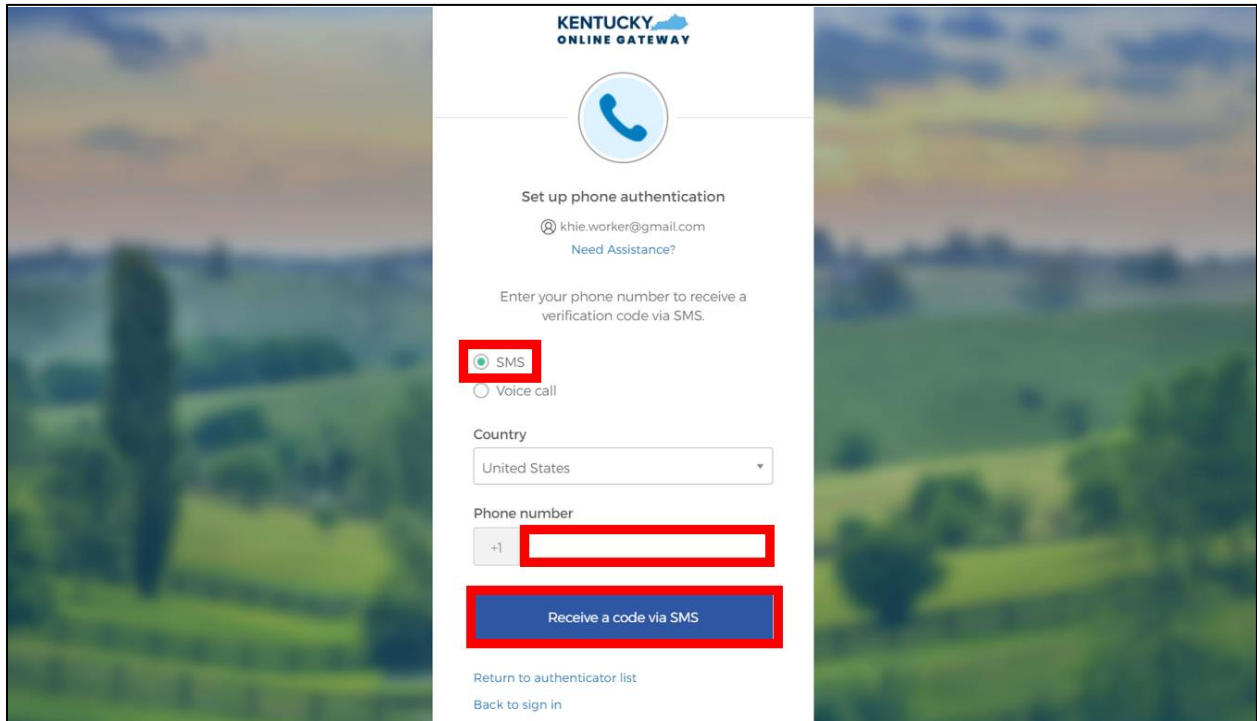 KENTUCKY
ONLINE GATEWAY
Set up phone authentication
khie.worker@gmail.com
Need Assistance?
Enter your phone number to receive a
verification code via SMS.
SMS
Voice call
Country
United States
Phone number
+1
Receive a code via SMS
Return to authenticator list
Back to sign in